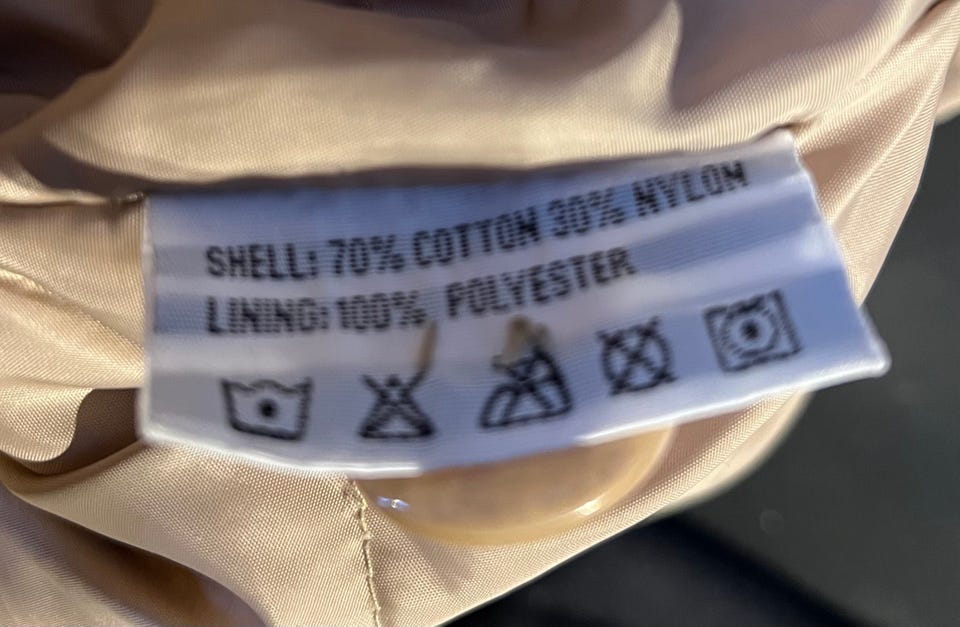 SHELL: 70% COTTON 30% NYLON
LINING: 100% POLYESTER